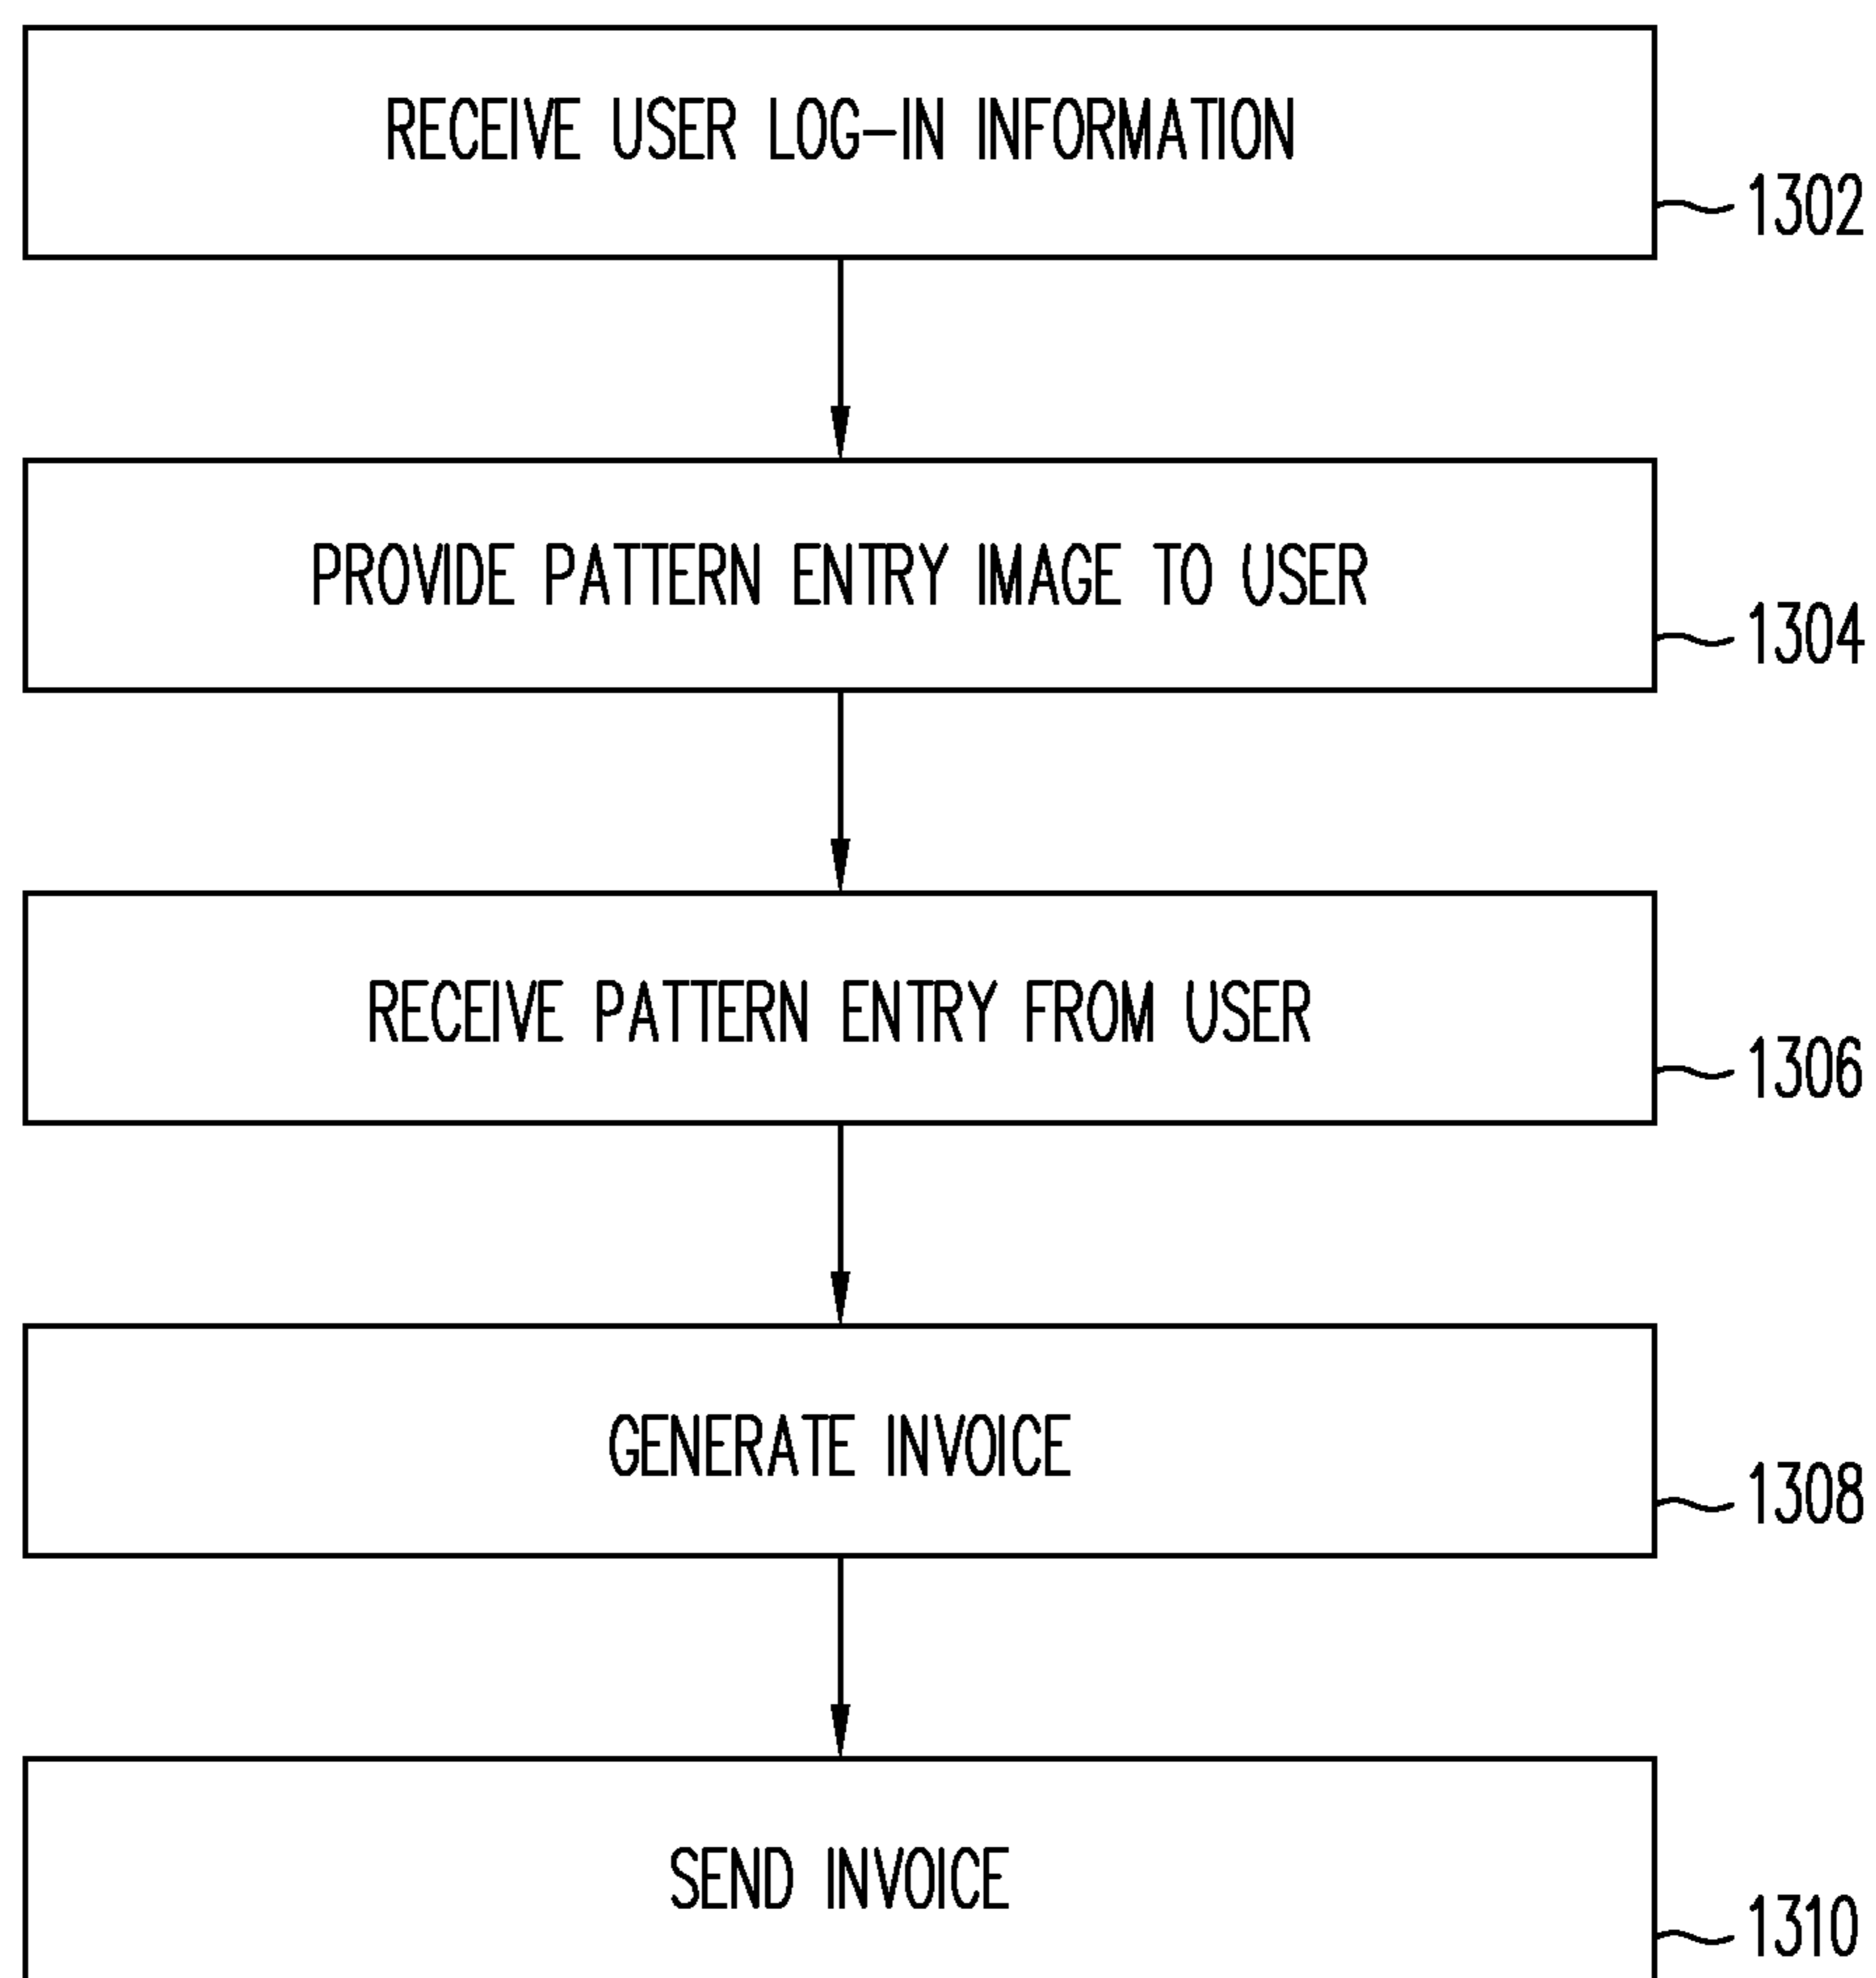 RECEIVE USER LOG-IN INFORMATION
1302
PROVIDE PATTERN ENTRY IMAGE TO USER
1304
RECEIVE PATTERN ENTRY FROM USER
1306
GENERATE INVOICE
1308
SEND INVOICE
1310